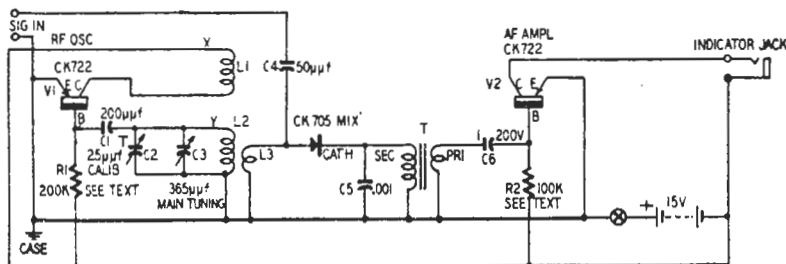 SIG IN
RF OSC
X
CK722
V1
E C
B
L1
C4
50µµf
200µµf
C1
T
25µµf
C2
CALIB
C3
365µµf
MAIN TUNING
Y
L2
L3
R1
200K
SEE TEXT
CASE
CK705 MIX'
CATH
C5
.001
SEC
T
PRI
.1
200V
C6
AF AMPL
CK722
V2
C E
B
R2
100K
SEE TEXT
INDICATOR JACK
+
15V